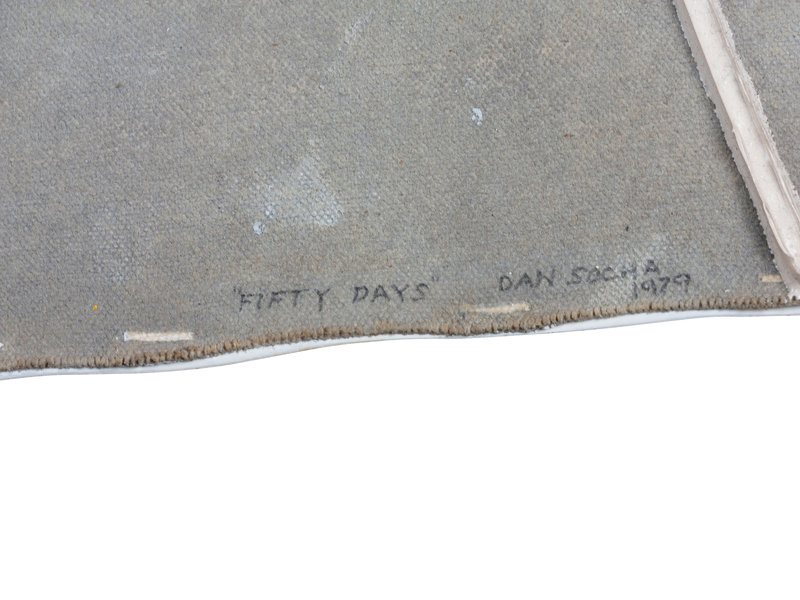 "FIFTY DAYS" DAN SOCHA
1979